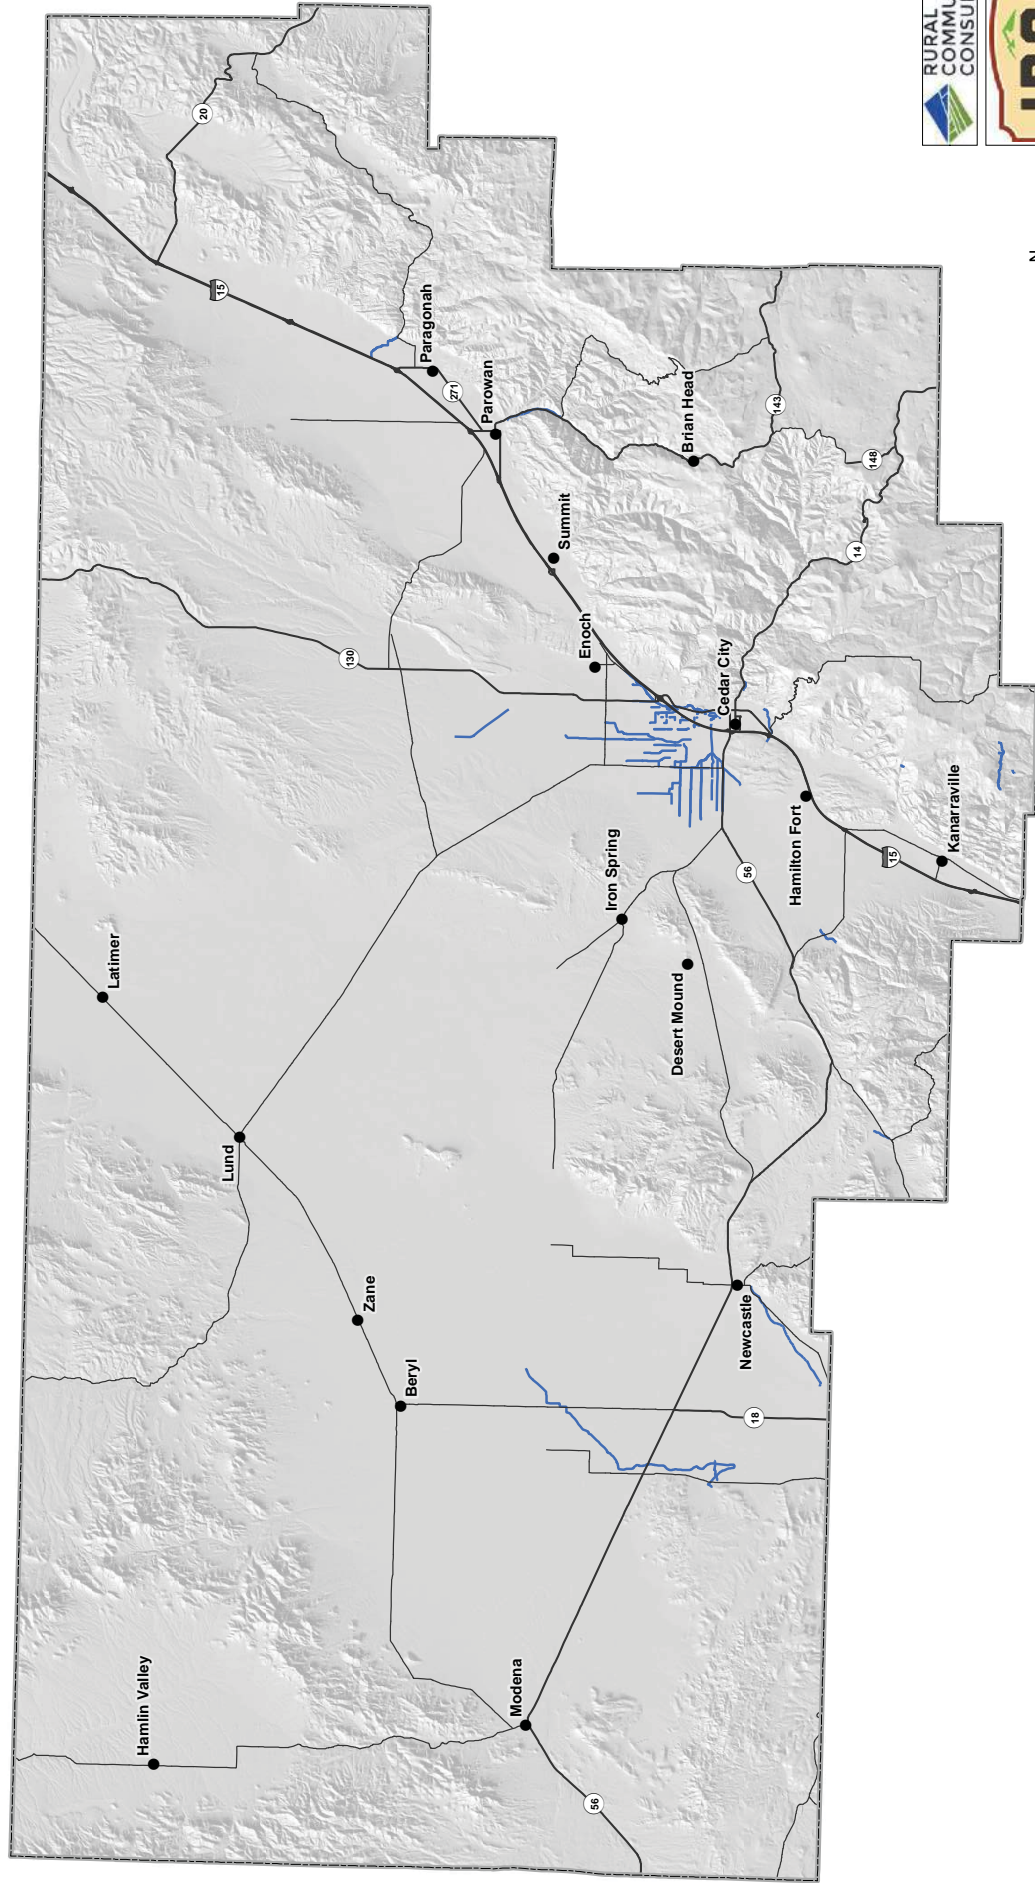 Latimer
Hamlin Valley
20
15
Lund
130
Zane
Beryl
Paragonah
271
Parowan
Modena
Summit
Enoch
56
Iron Spring
Desert Mound
Brian Head
Cedar City
Newcastle
56
18
143
Hamilton Fort
14
148
15
Kanarraville
RURAL
COMMU
CONSU
N